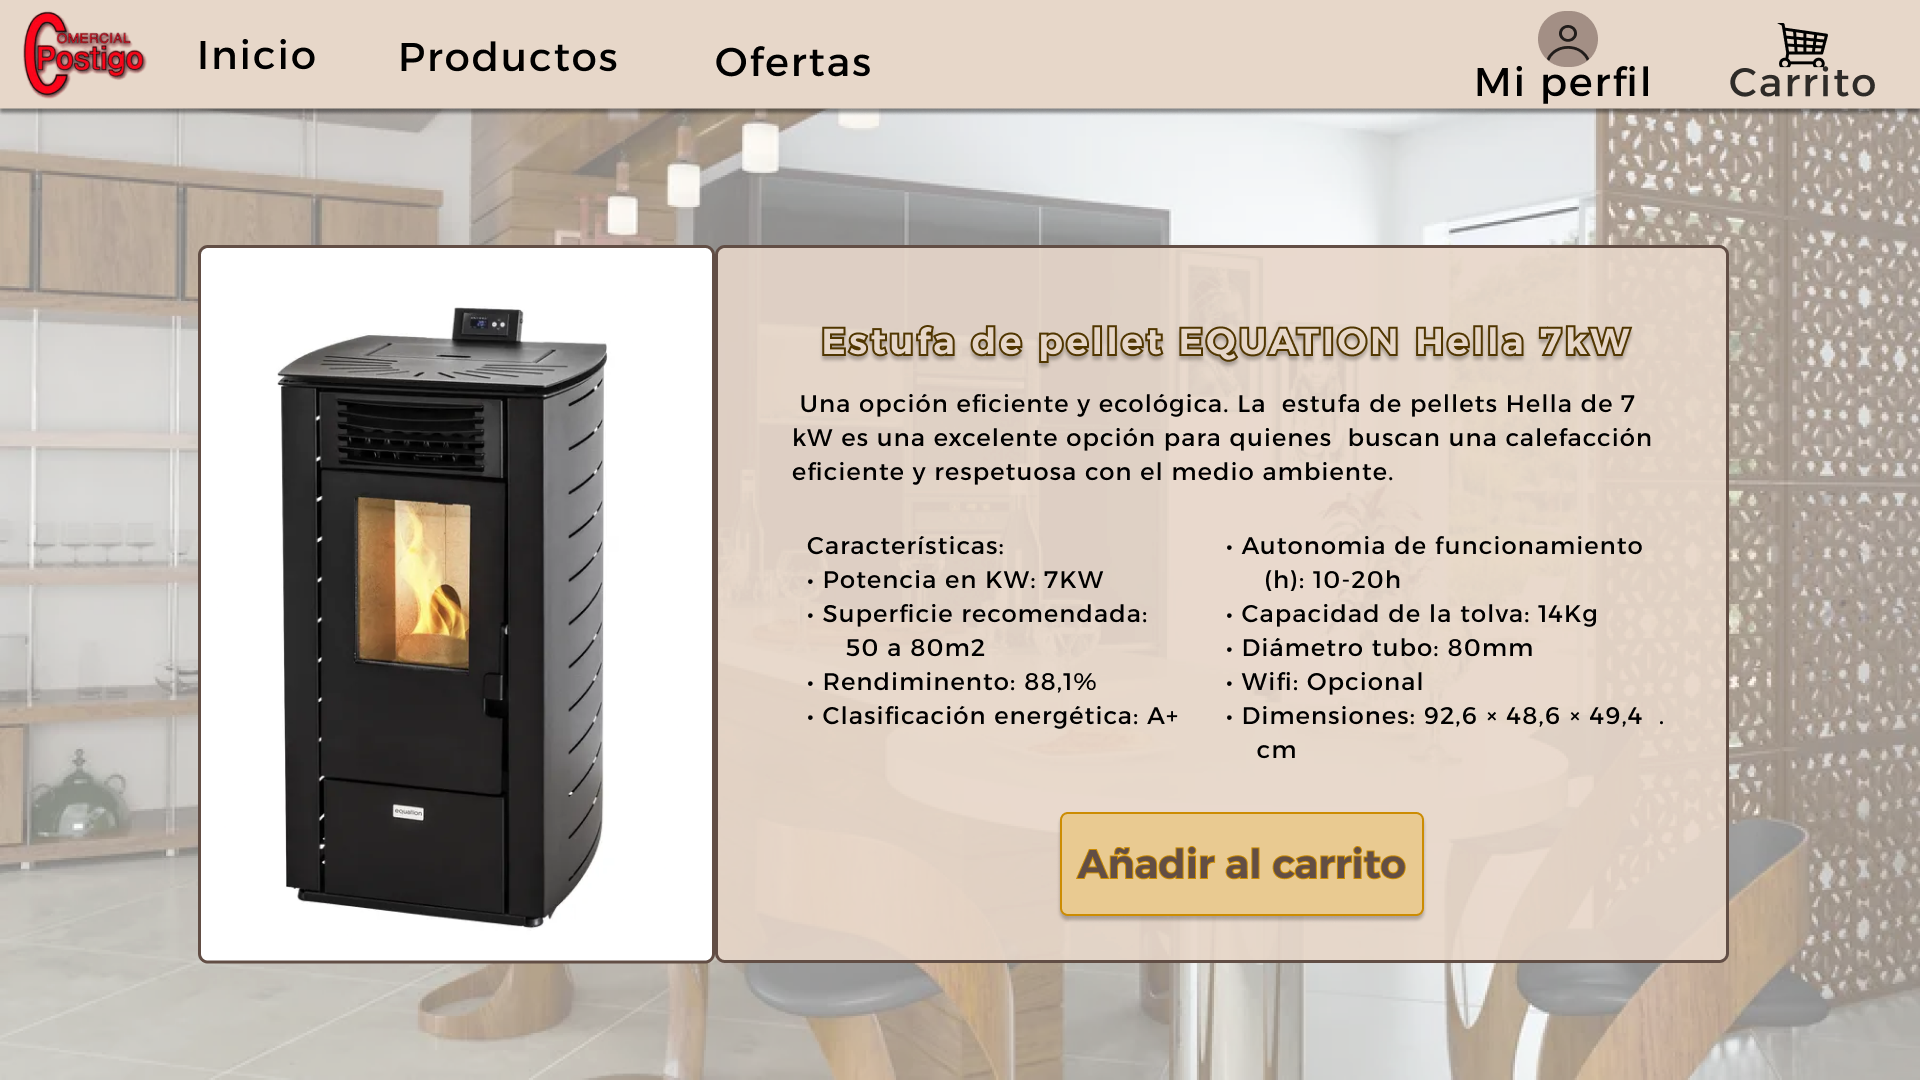 COMERCIAL
Postigo
Inicio
Productos
Ofertas
Mi perfil
Carrito
Estufa de pellet EQUATION Hella 7kW
Una opción eficiente y ecológica. La estufa de pellets Hella de 7
kW es una excelente opción para quienes buscan una calefacción
eficiente y respetuosa con el medio ambiente.
Características:
• Potencia en KW: 7KW
• Superficie recomendada:
50 a 80m2
• Rendiminento: 88,1%
• Clasificación energética: A+
• Autonomia de funcionamiento
(h): 10-20h
• Capacidad de la tolva: 14Kg
• Diámetro tubo: 80mm
• Wifi: Opcional
• Dimensiones: 92,6 × 48,6 × 49,4 .
cm
equation
Añadir al carrito